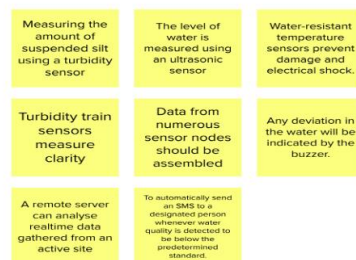 Measuring the
amount of
suspended silt
using a turbidity
sensor
The level of
water is
measured using
an ultrasonic
sensor
Water-resistant
temperature
sensors prevent
damage and
electrical shock.
Turbidity train
sensors
measure
clarity
Data from
numerous
sensor nodes
should be
assembled
Any deviation in
the water will be
indicated by the
buzzer.
A remote server
can analyse
realtime data
gathered from an
active site
To automatically send
an SMS to a
designated person
whenever water
quality is detected to
be below the
predetermined
standard.